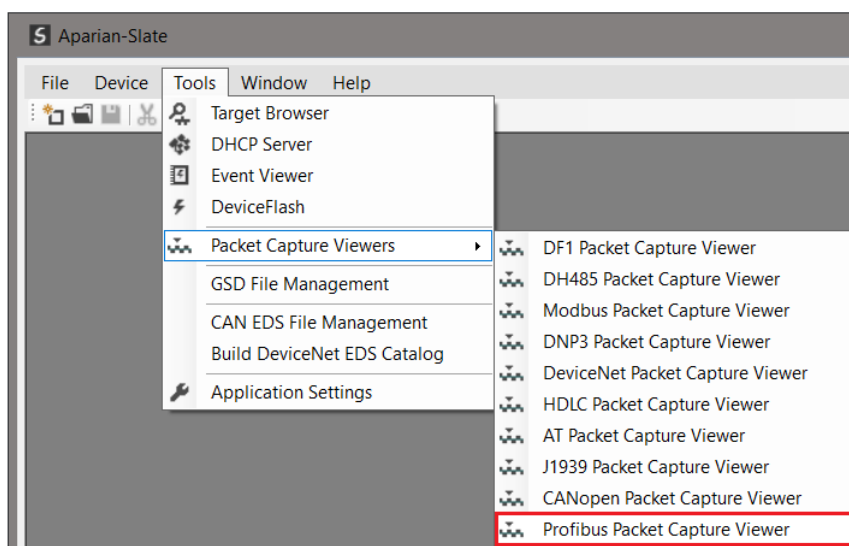 Aparian-Slate
File Device Tools Window Help
Target Browser
DHCP Server
Event Viewer
DeviceFlash
Packet Capture Viewers
GSD File Management
CAN EDS File Management
Build DeviceNet EDS Catalog
Application Settings
DF1 Packet Capture Viewer
DH485 Packet Capture Viewer
Modbus Packet Capture Viewer
DNP3 Packet Capture Viewer
DeviceNet Packet Capture Viewer
HDLC Packet Capture Viewer
AT Packet Capture Viewer
J1939 Packet Capture Viewer
CANopen Packet Capture Viewer
Profibus Packet Capture Viewer